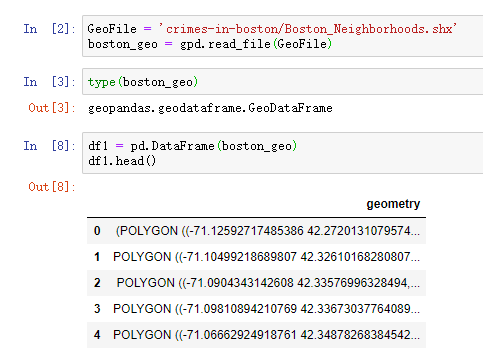 In [2]: GeoFile = 'crimes-in-boston/Boston_Neighborhoods.shx'
boston_geo = gpd.read_file(GeoFile)
In [3]: type(boston_geo)
Out[3]: geopandas.geodataframe.GeoDataFrame
In [8]: df1 = pd.DataFrame(boston_geo)
df1.head()
Out[8]:
geometry
0 (POLYGON ((-71.12592717485386 42.2720131079574...
1 POLYGON ((-71.10499218689807 42.32610168280807...
2 POLYGON ((-71.0904343142608 42.33576996328494,...
3 POLYGON ((-71.09810894210769 42.33673037764089...
4 POLYGON ((-71.06662924918761 42.34878268384542...